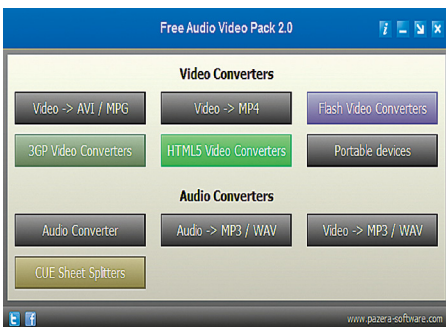 Free Audio Video Pack 2.0
Video Converters
Video -> AVI / MPG
Video -> MP4
Flash Video Converters
3GP Video Converters
HTML5 Video Converters
Portable devices
Audio Converters
Audio Converter
Audio -> MP3 / WAV
Video -> MP3 / WAV
CUE Sheet Splitters
www.pazera-software.com